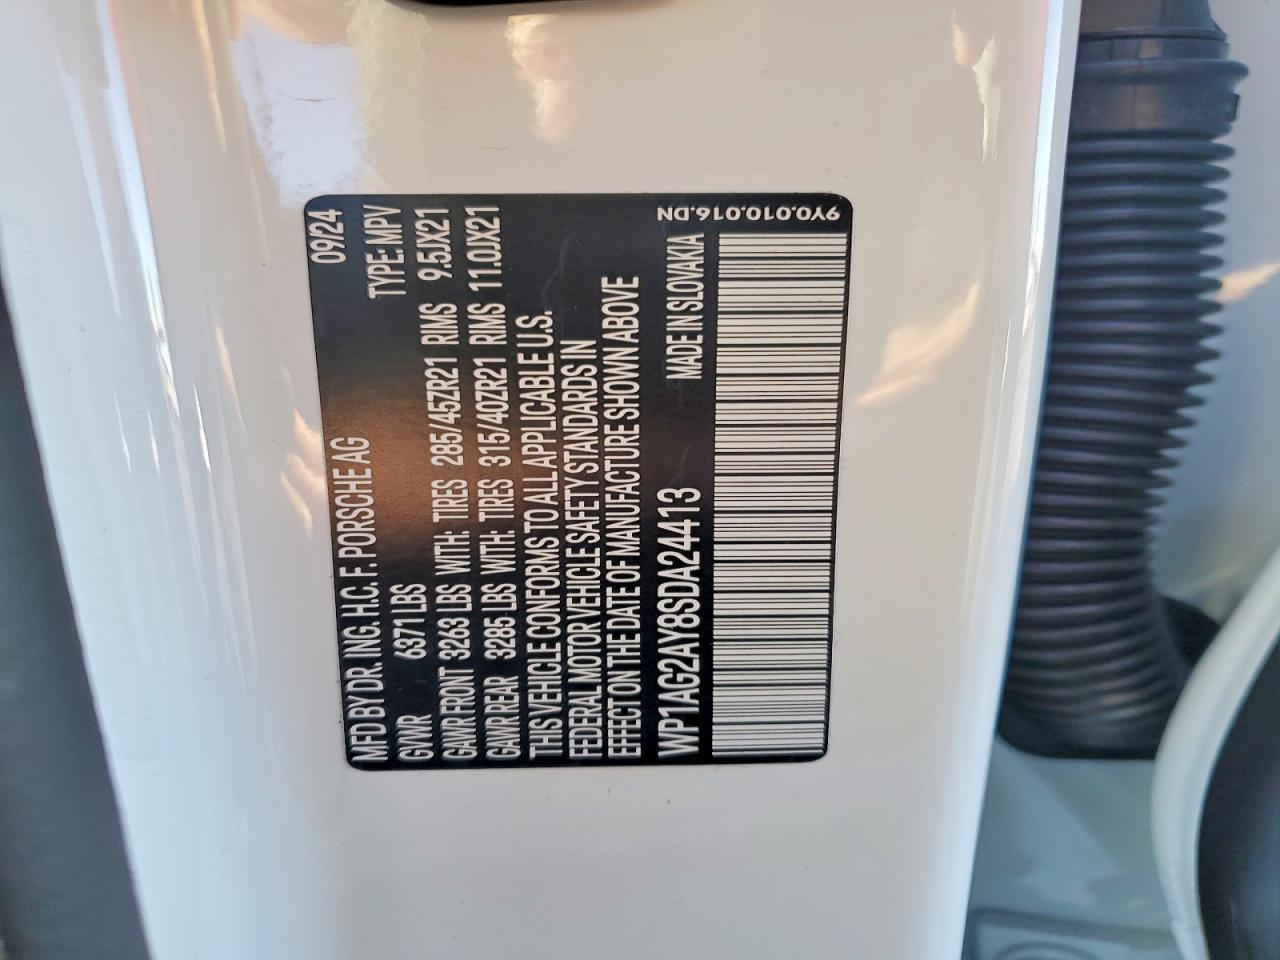 MFD BY DR. ING. H.C. F. PORSCHE AG 09/24
GVWR 6371 LBS TYPE: MPV
GAWR FRONT 3263 LBS WITH: TIRES 285/45ZR21 RIMS 9.5JX21
GAWR REAR 3285 LBS WITH: TIRES 315/40ZR21 RIMS 11.0JX21
THIS VEHICLE CONFORMS TO ALL APPLICABLE U.S.
FEDERAL MOTOR VEHICLE SAFETY STANDARDS IN
EFFECT ON THE DATE OF MANUFACTURE SHOWN ABOVE
WP1AG2AY8SDA24413 MADE IN SLOVAKIA
9Y0.010.016.DN